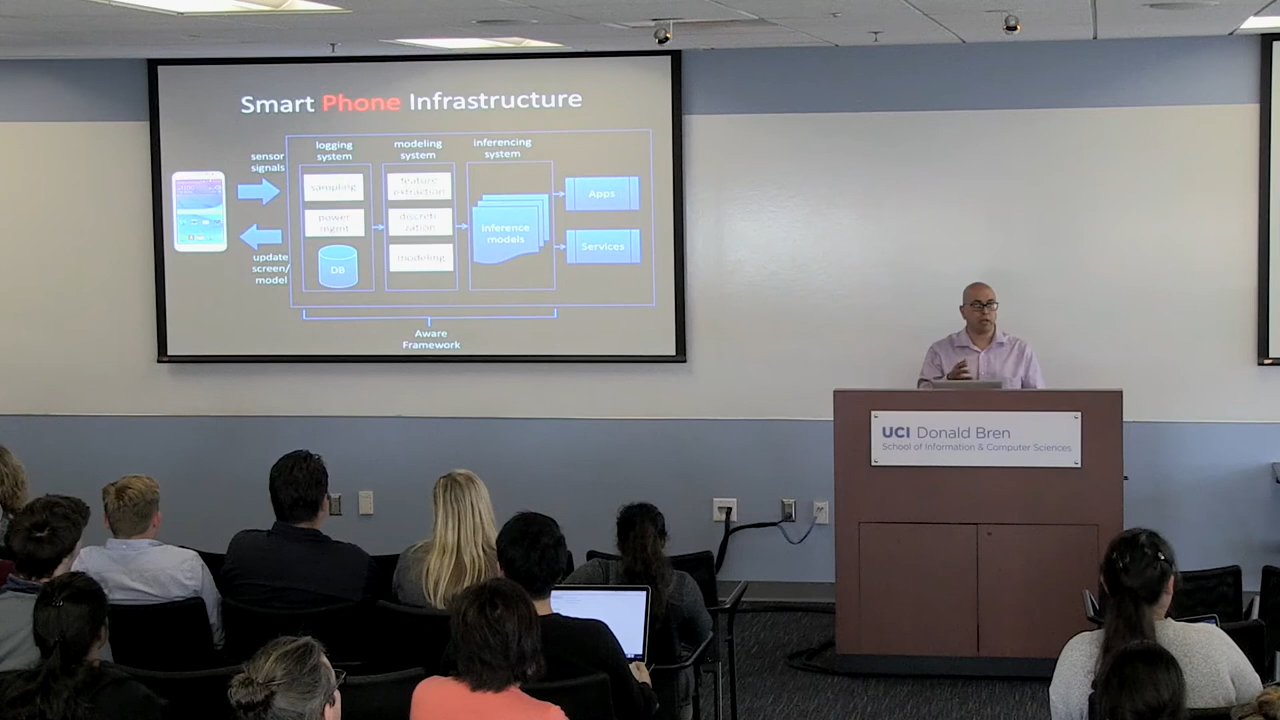 Smart Phone Infrastructure
logging
system
modeling
system
inferencing
system
sensor
signals
sampling
feature
extraction
Apps
power
mgmt
discreti
zation
Inference
models
Services
update
screen/
model
DB
modeling
Aware
Framework
UCI Donald Bren
School of Information & Computer Sciences